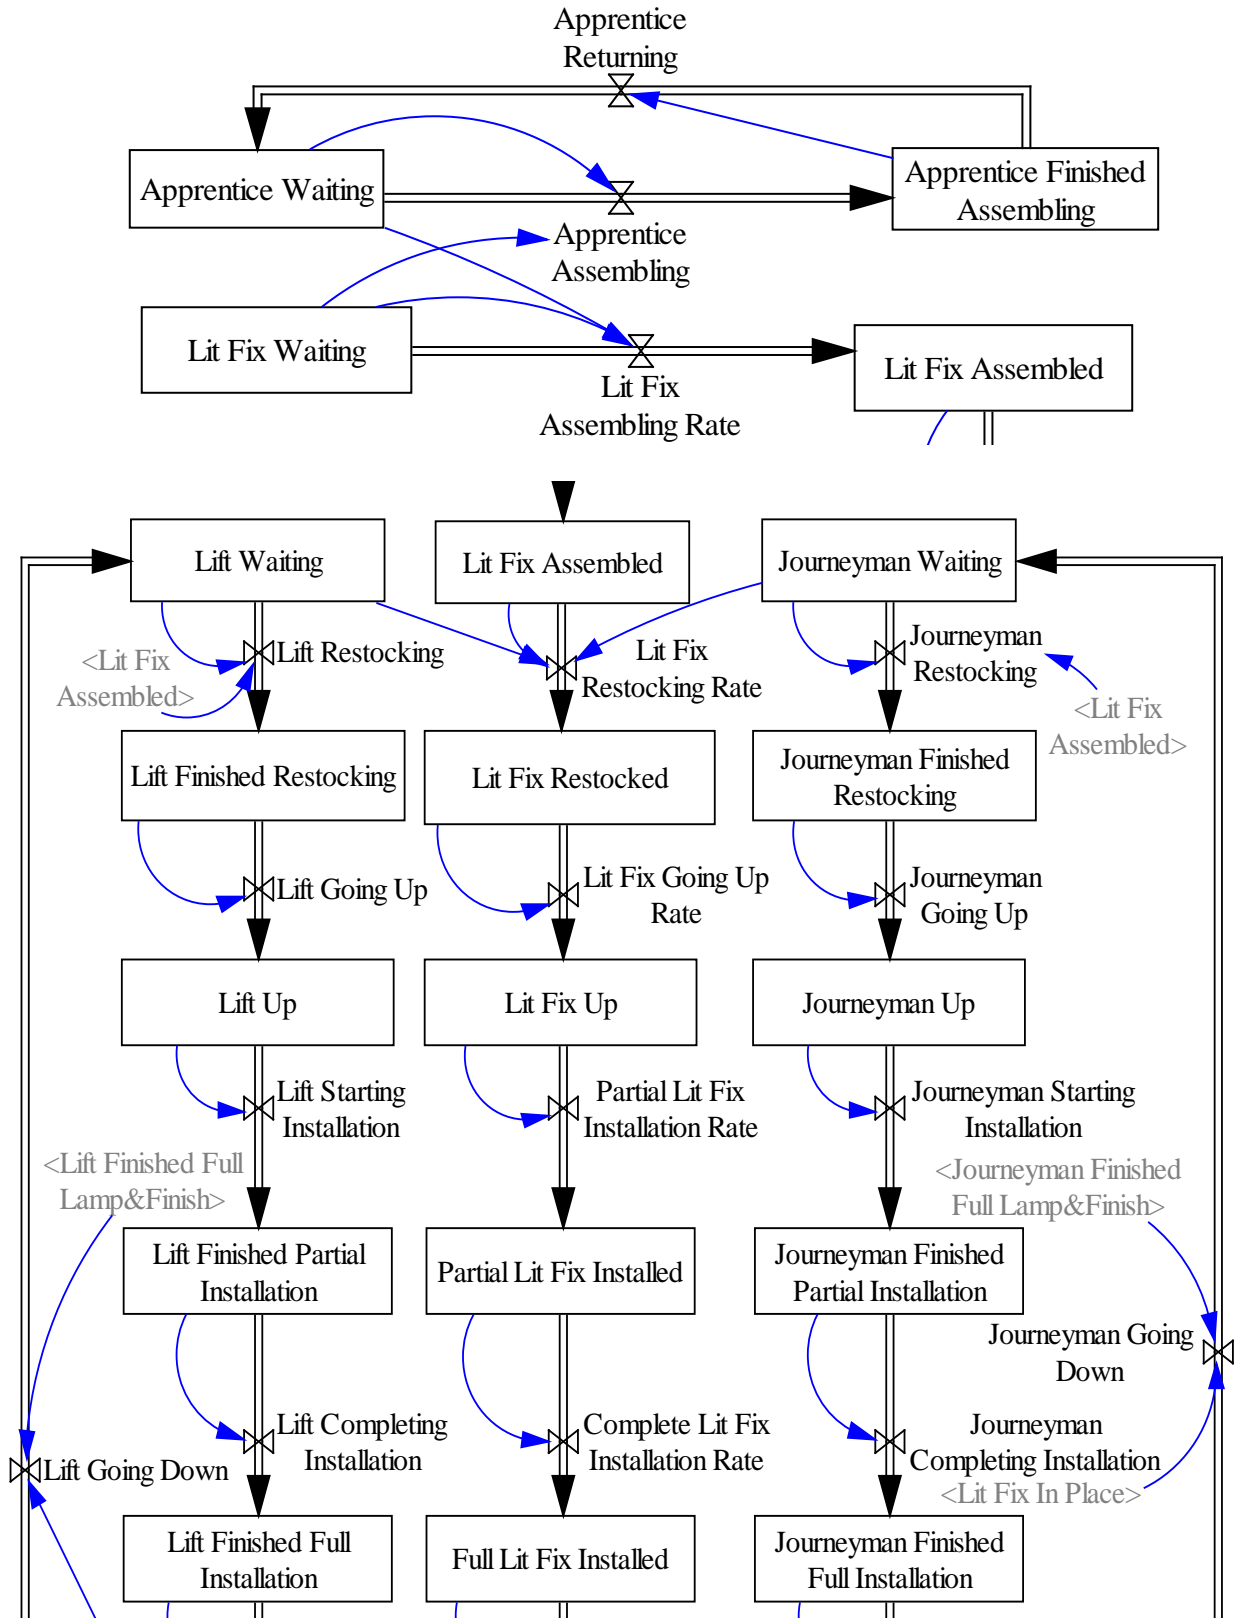 Apprentice
Returning
Apprentice Waiting
Apprentice Finished
Assembling
Apprentice
Assembling
Lit Fix Waiting
Lit Fix Assembled
Lit Fix
Assembling Rate
Lift Waiting
Lit Fix Assembled
Journeyman Waiting
<Lit Fix
Assembled>
Lift Restocking
Lit Fix
Restocking Rate
Journeyman
Restocking
<Lit Fix
Assembled>
Lift Finished Restocking
Lit Fix Restocked
Journeyman Finished
Restocking
Lift Going Up
Lit Fix Going Up
Rate
Journeyman
Going Up
Lift Up
Lit Fix Up
Journeyman Up
Lift Starting
Installation
Partial Lit Fix
Installation Rate
Journeyman Starting
Installation
<Lift Finished Full
Lamp&Finish>
<Journeyman Finished
Full Lamp&Finish>
Lift Finished Partial
Installation
Partial Lit Fix Installed
Journeyman Finished
Partial Installation
Journeyman Going
Down
Lift Going Down
Lift Completing
Installation
Complete Lit Fix
Installation Rate
Journeyman
Completing Installation
<Lit Fix In Place>
Lift Finished Full
Installation
Full Lit Fix Installed
Journeyman Finished
Full Installation